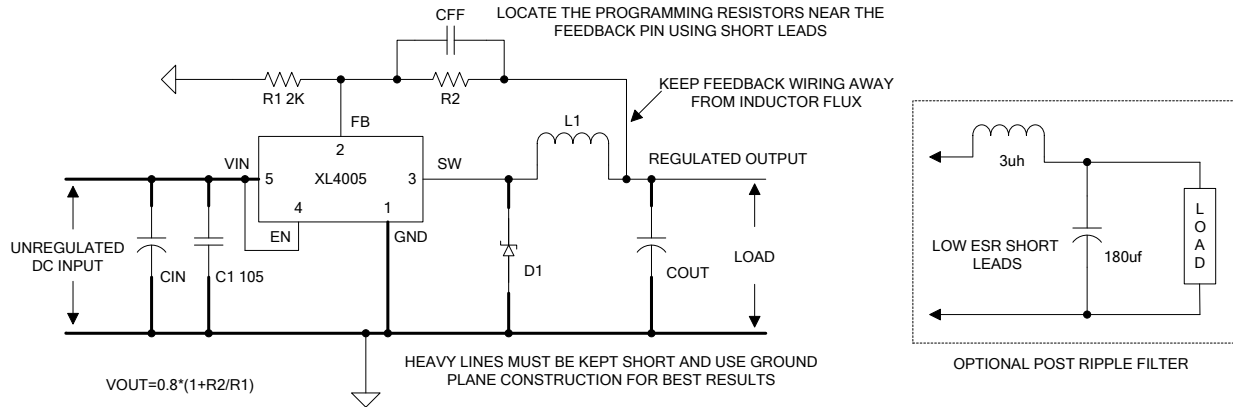 CFF
LOCATE THE PROGRAMMING RESISTORS NEAR THE
FEEDBACK PIN USING SHORT LEADS
R1 2K
R2
KEEP FEEDBACK WIRING AWAY
FROM INDUCTOR FLUX
FB
L1
VIN
2
SW
REGULATED OUTPUT
5
XL4005
3
4
1
EN
GND
UNREGULATED
DC INPUT
CIN
C1 105
D1
COUT
LOAD
HEAVY LINES MUST BE KEPT SHORT AND USE GROUND
PLANE CONSTRUCTION FOR BEST RESULTS
VOUT=0.8*(1+R2/R1)
3uh
LOW ESR SHORT
LEADS
180uf
L
O
A
D
OPTIONAL POST RIPPLE FILTER